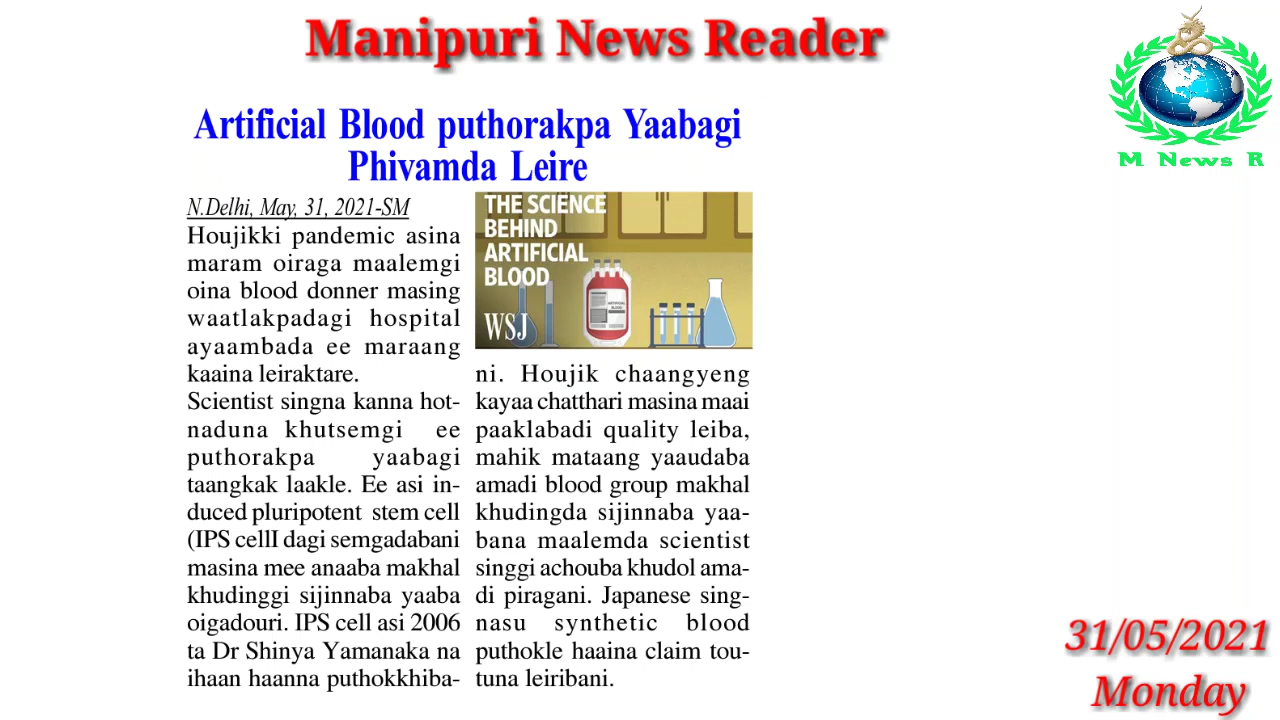 Manipuri News Reader
M News R
Artificial Blood puthorakpa Yaabagi
Phivamda Leire
N.Delhi, May, 31, 2021-SM
Houjikki pandemic asina
maram oiraga maalemgi
oina blood donner masing
waatlakpadagi hospital
ayaambada ee maraang
kaaina leiraktare.
Scientist singna kanna hot-
naduna khutsemgi ee
puthorakpa yaabagi
taangkak laakle. Ee asi in-
duced pluripotent stem cell
(IPS cellI dagi semgadabani
masina mee anaaba makhal
khudinggi sijinnaba yaaba
oigadouri. IPS cell asi 2006
ta Dr Shinya Yamanaka na
ihaan haanna puthokkhiba-
THE SCIENCE
BEHIND
ARTIFICIAL
BLOOD
WSJ
ARTIFICIAL
BLOOD
ni. Houjik chaangyeng
kayaa chatthari masina maai
paaklabadi quality leiba,
mahik mataang yaaudaba
amadi blood group makhal
khudingda sijinnaba yaa-
bana maalemda scientist
singgi achouba khudol ama-
di piragani. Japanese sing-
nasu synthetic blood
puthokle haaina claim tou-
tuna leiribani.
31/05/2021
Monday